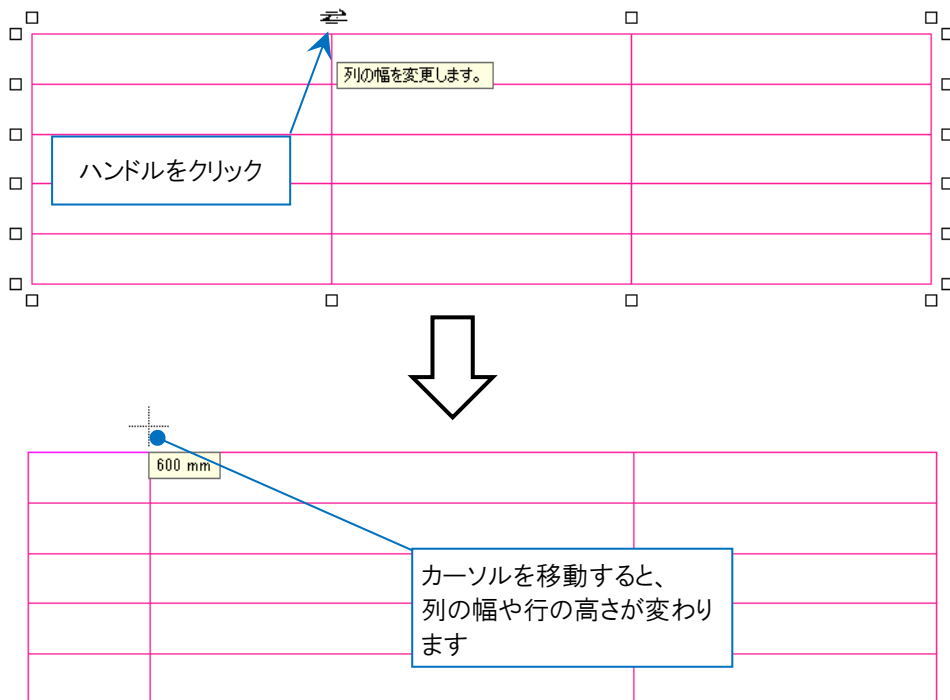 列の幅を変更します。
ハンドルをクリック
600 mm
カーソルを移動すると、
列の幅や行の高さが変わり
ます